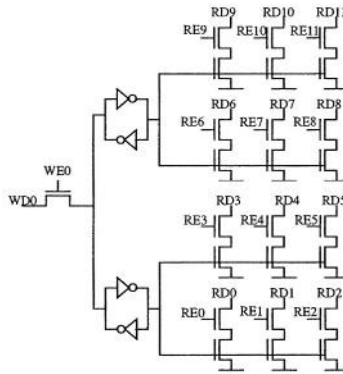 RD9 RD10 RD11
RE9 RE10 RE11
RD6 RD7 RD8
RE6 RE7 RE8
WE0
WD0
RD3 RD4 RD5
RE3 RE4 RE5
RD0 RD1 RD2
RE0 RE1 RE2